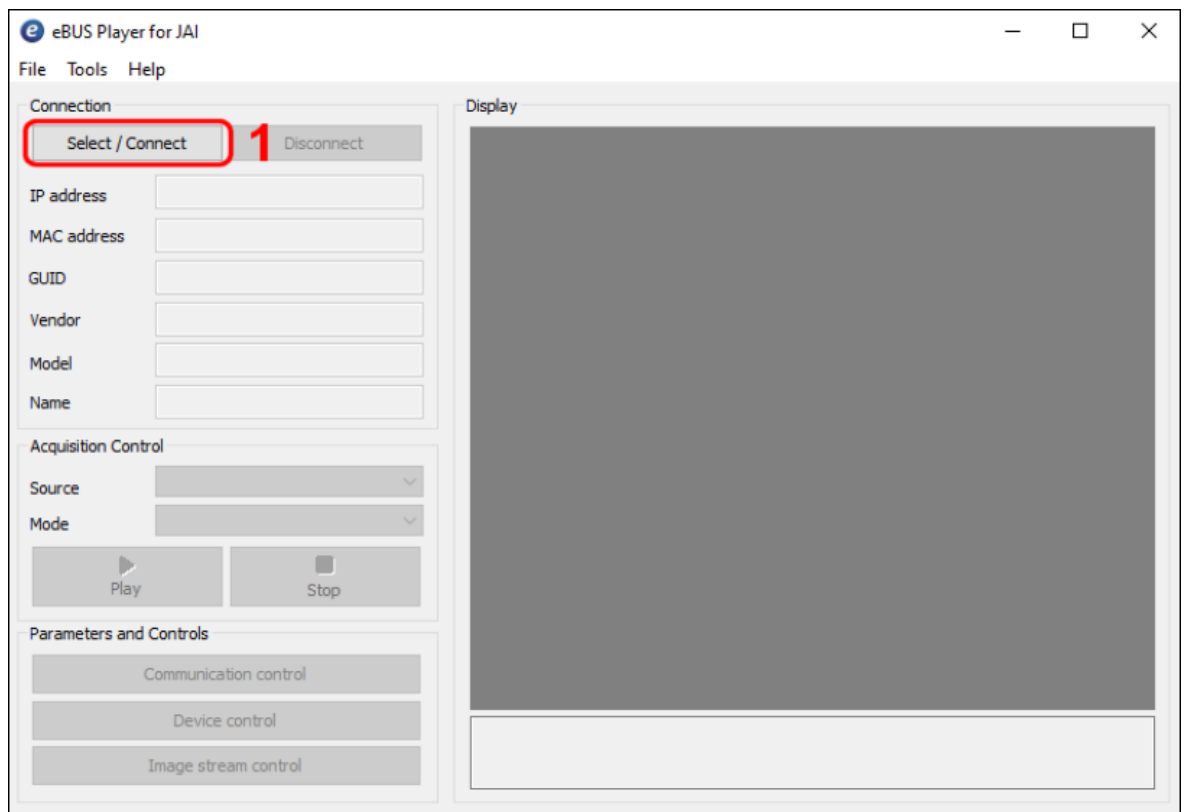 eBUS Player for JAI
File Tools Help
Connection
Select / Connect 1 Disconnect
IP address
MAC address
GUID
Vendor
Model
Name
Acquisition Control
Source
Mode
Play Stop
Parameters and Controls
Communication control
Device control
Image stream control
Display